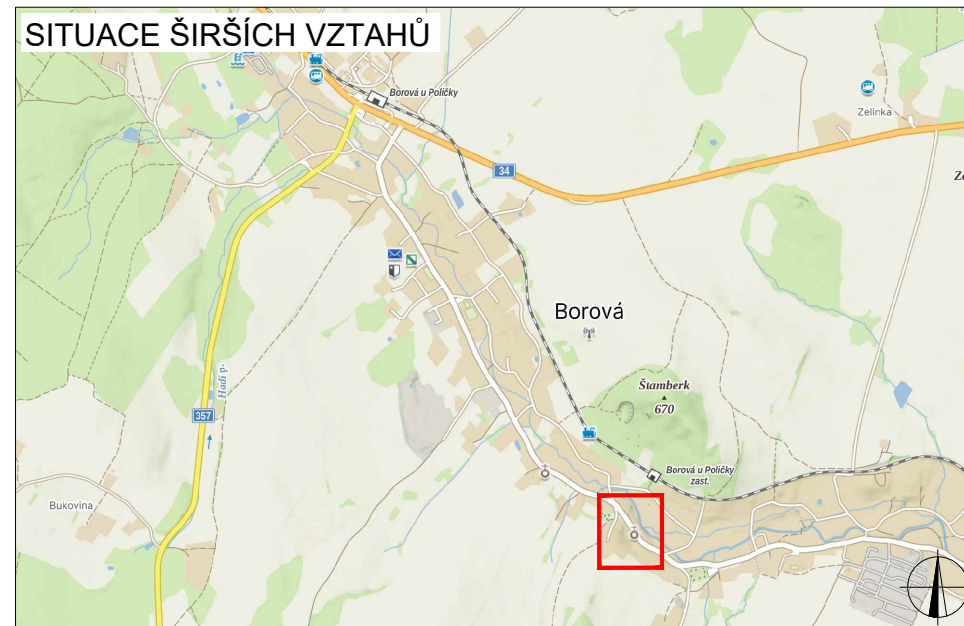 SITUACE ŠIRŠÍCH VZTAHŮ
Borová u Poličky
Zelinka
34
Borová
Štamberk
670
Hadí p.
357
Borová u Poličky
zast.
Bukovina